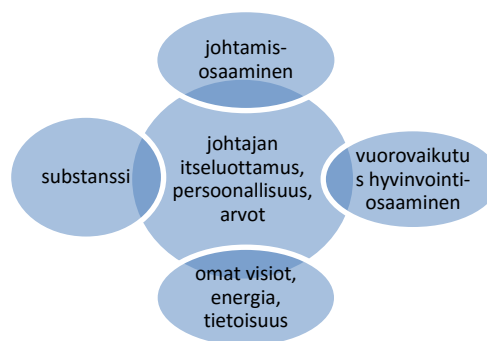 johtamis-
osaaminen
substanssi
johtajan
itseluottamus,
persoonallisuus,
arvot
vuorovaikutu
s hyvinvointi-
osaaminen
omat visiot,
energia,
tietoisuus